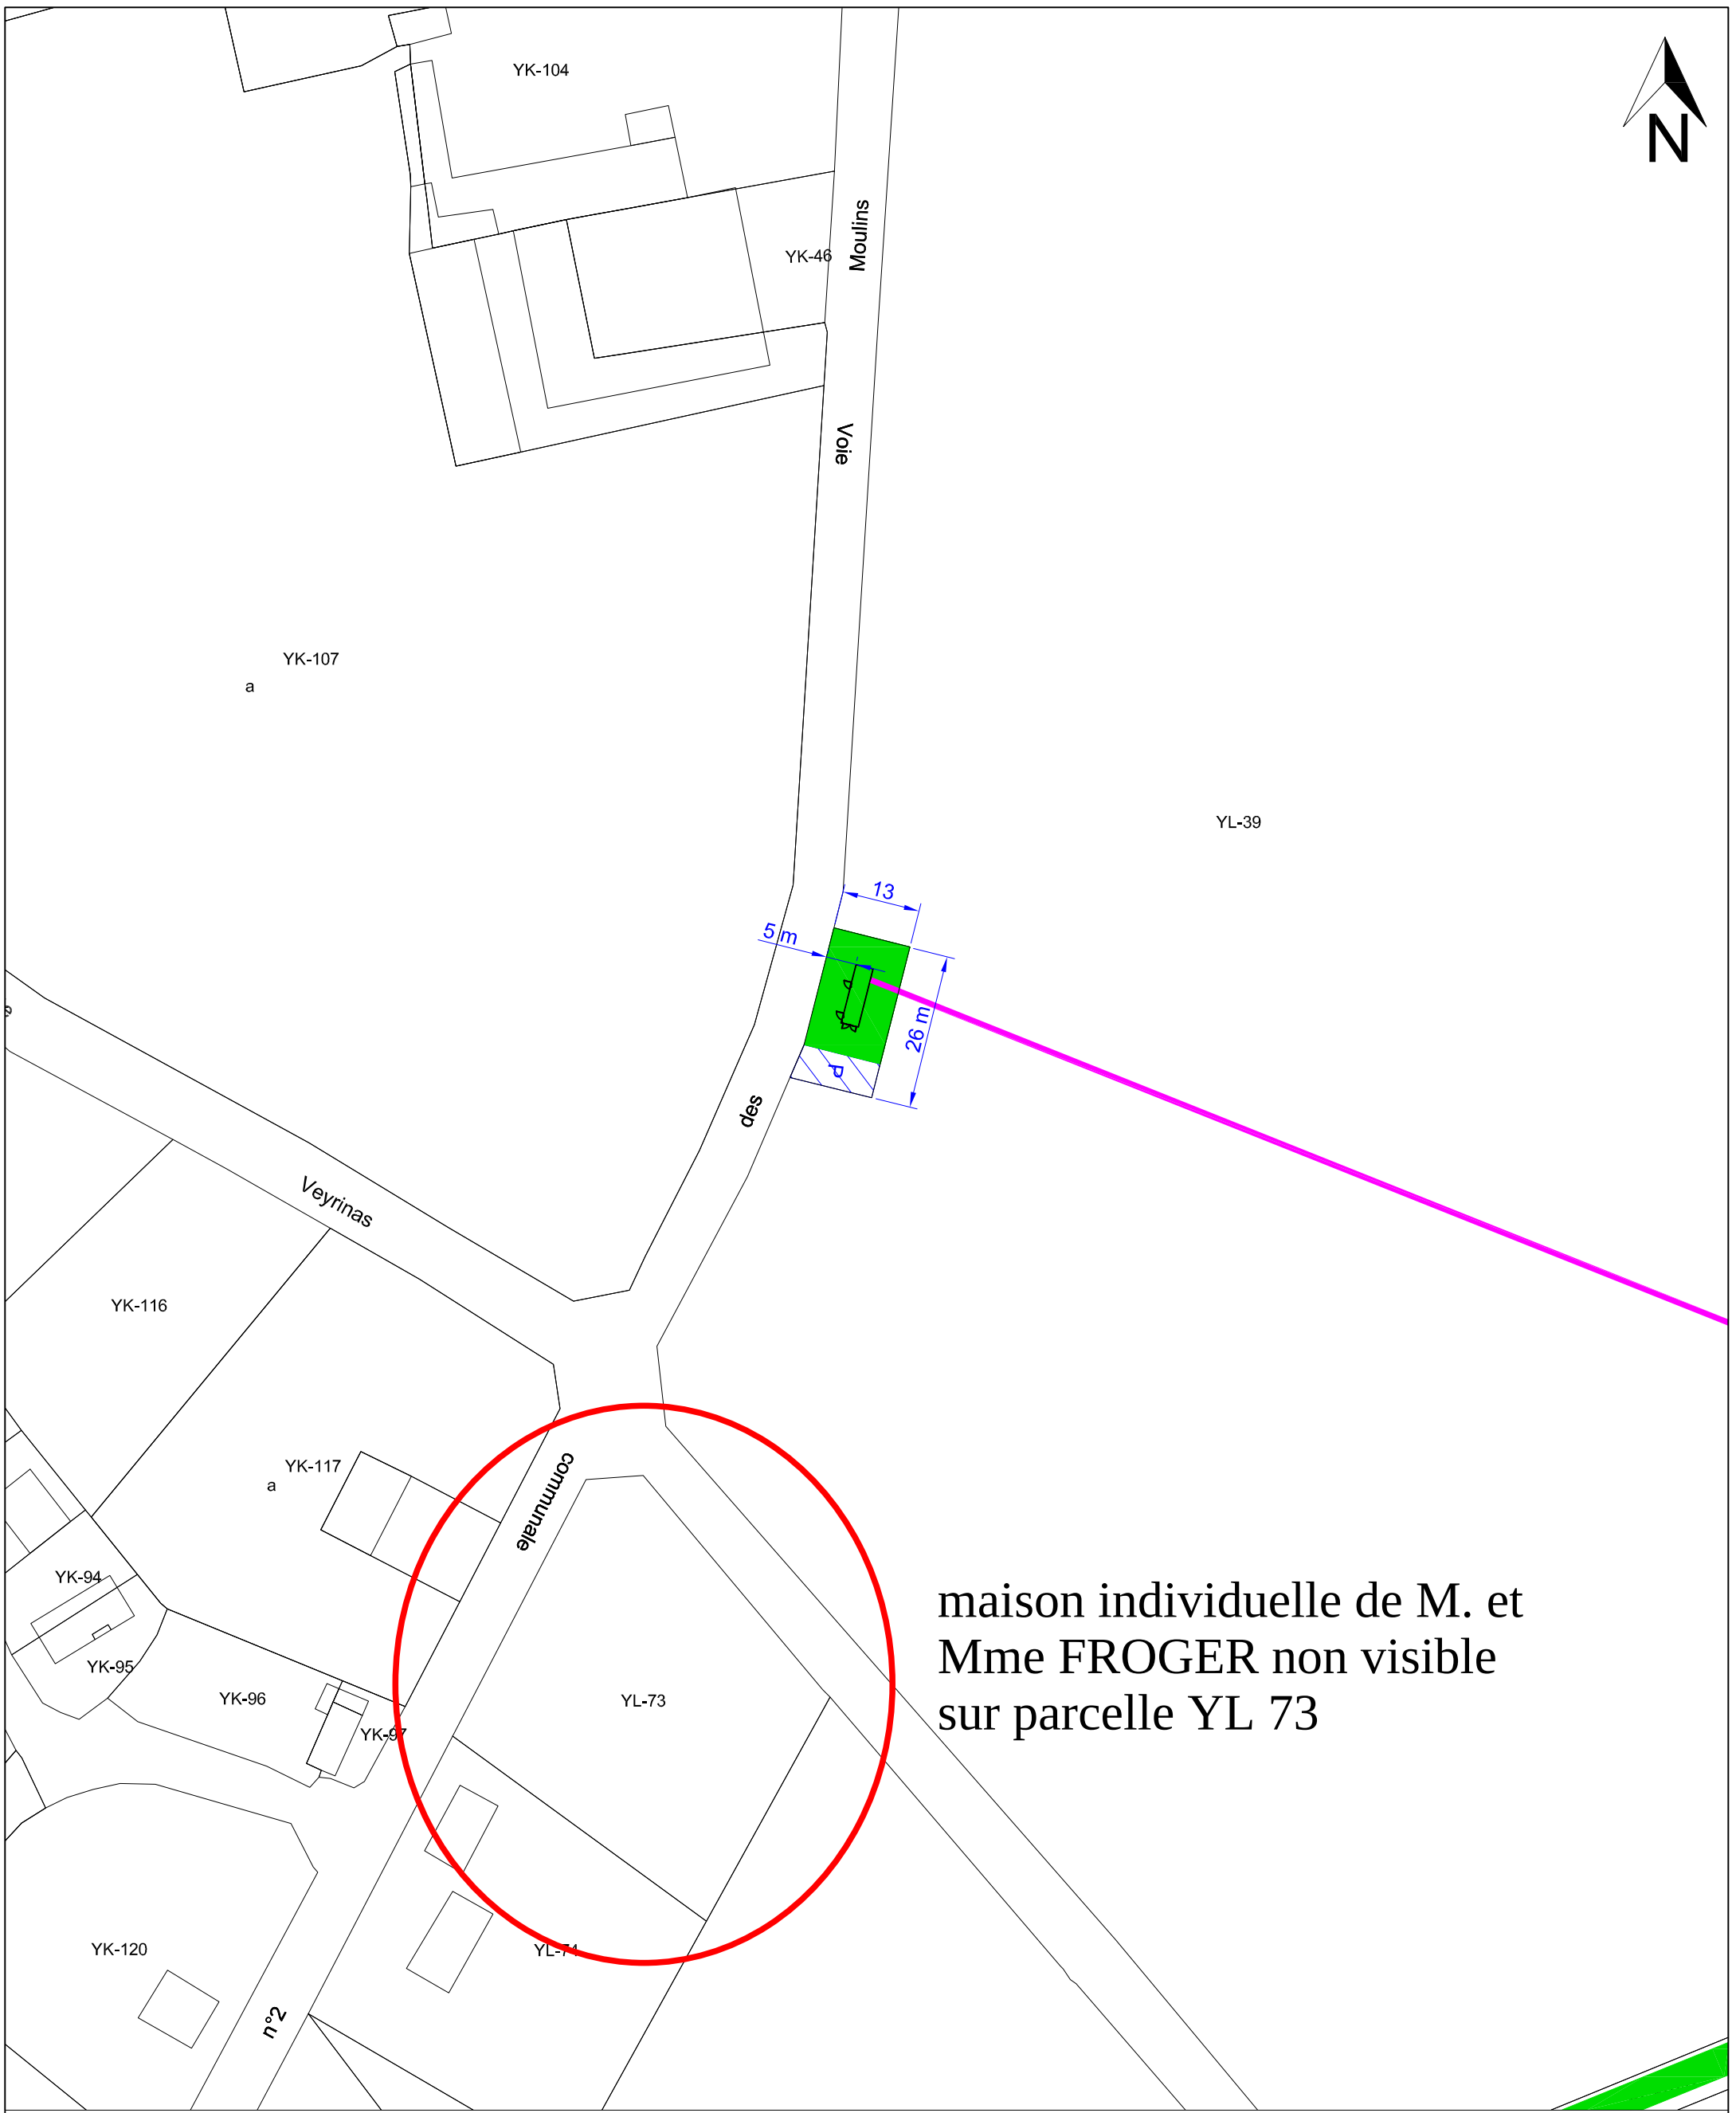 YK-104
N
Moulins
YK-46
Voie
YK-107
a
YL-39
13
5 m
26 m
P
des
Veyrinas
YK-116
YK-117
a
communale
YK-94
YK-95
YK-96
YK-97
YL-73
maison individuelle de M. et
Mme FROGER non visible
sur parcelle YL 73
YK-120
YL-74
n°2